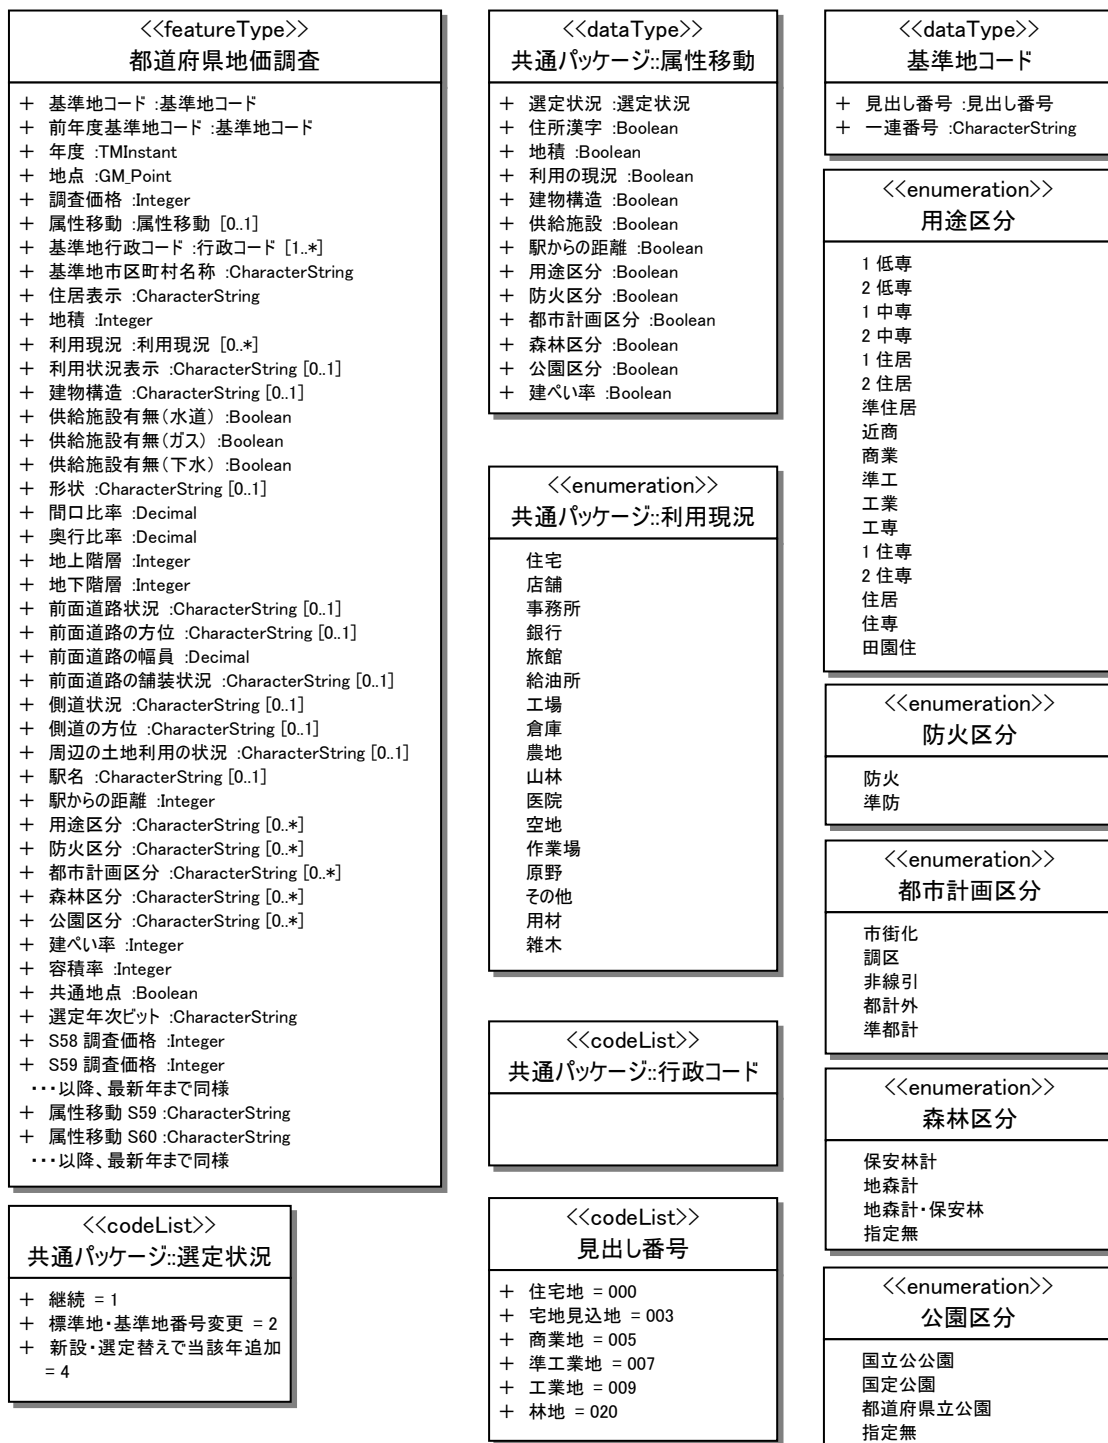 <<featureType>>
都道府県地価調査
+ 基準地コード :基準地コード
+ 前年度基準地コード :基準地コード
+ 年度 :TMInstant
+ 地点 :GM_Point
+ 調査価格 :Integer
+ 属性移動 :属性移動 [0..1]
+ 基準地行政コード :行政コード [1..*]
+ 基準地市区町村名称 :CharacterString
+ 住居表示 :CharacterString
+ 地積 :Integer
+ 利用現況 :利用現況 [0..*]
+ 利用状況表示 :CharacterString [0..1]
+ 建物構造 :CharacterString [0..1]
+ 供給施設有無(水道) :Boolean
+ 供給施設有無(ガス) :Boolean
+ 供給施設有無(下水) :Boolean
+ 形状 :CharacterString [0..1]
+ 間口比率 :Decimal
+ 奥行比率 :Decimal
+ 地上階層 :Integer
+ 地下階層 :Integer
+ 前面道路状況 :CharacterString [0..1]
+ 前面道路の方位 :CharacterString [0..1]
+ 前面道路の幅員 :Decimal
+ 前面道路の舗装状況 :CharacterString [0..1]
+ 側道状況 :CharacterString [0..1]
+ 側道の方位 :CharacterString [0..1]
+ 周辺の土地利用の状況 :CharacterString [0..1]
+ 駅名 :CharacterString [0..1]
+ 駅からの距離 :Integer
+ 用途区分 :CharacterString [0..*]
+ 防火区分 :CharacterString [0..*]
+ 都市計画区分 :CharacterString [0..*]
+ 森林区分 :CharacterString [0..*]
+ 公園区分 :CharacterString [0..*]
+ 建ぺい率 :Integer
+ 容積率 :Integer
+ 共通地点 :Boolean
+ 選定年次ビット :CharacterString
+ S58 調査価格 :Integer
+ S59 調査価格 :Integer
・・・以降、最新年まで同様
+ 属性移動 S59 :CharacterString
+ 属性移動 S60 :CharacterString
・・・以降、最新年まで同様
<<codeList>>
共通パッケージ::選定状況
+ 継続 = 1
+ 標準地・基準地番号変更 = 2
+ 新設・選定替えで当該年追加
= 4
<<dataType>>
共通パッケージ::属性移動
+ 選定状況 :選定状況
+ 住所漢字 :Boolean
+ 地積 :Boolean
+ 利用の現況 :Boolean
+ 建物構造 :Boolean
+ 供給施設 :Boolean
+ 駅からの距離 :Boolean
+ 用途区分 :Boolean
+ 防火区分 :Boolean
+ 都市計画区分 :Boolean
+ 森林区分 :Boolean
+ 公園区分 :Boolean
+ 建ぺい率 :Boolean
<<enumeration>>
共通パッケージ::利用現況
住宅
店舗
事務所
銀行
旅館
給油所
工場
倉庫
農地
山林
医院
空地
作業場
原野
その他
用材
雑木
<<codeList>>
共通パッケージ::行政コード
<<codeList>>
見出し番号
+ 住宅地 = 000
+ 宅地見込地 = 003
+ 商業地 = 005
+ 準工業地 = 007
+ 工業地 = 009
+ 林地 = 020
<<dataType>>
基準地コード
+ 見出し番号 :見出し番号
+ 一連番号 :CharacterString
<<enumeration>>
用途区分
1 低専
2 低専
1 中専
2 中専
1 住居
2 住居
準住居
近商
商業
準工
工業
工専
1 住専
2 住専
住居
住専
田園住
<<enumeration>>
防火区分
防火
準防
<<enumeration>>
都市計画区分
市街化
調区
非線引
都計外
準都計
<<enumeration>>
森林区分
保安林計
地森計
地森計・保安林
指定無
<<enumeration>>
公園区分
国立公公園
国定公園
都道府県立公園
指定無